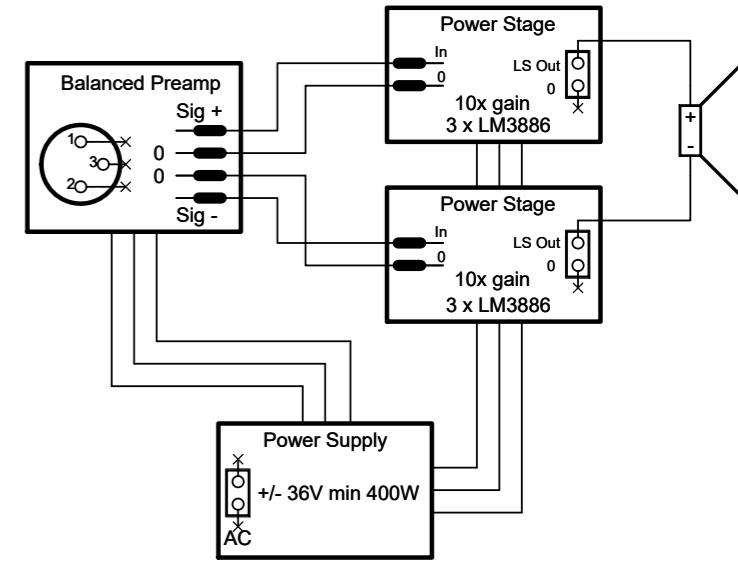 Power Stage
In
0
LS Out
0
10x gain
3 x LM3886
+
-
Balanced Preamp
Sig +
1
3
2
0
0
Sig -
Power Stage
In
0
LS Out
0
10x gain
3 x LM3886
Power Supply
+/- 36V min 400W
AC